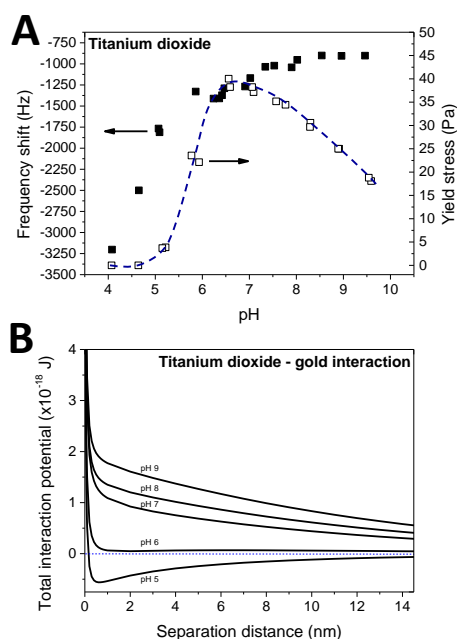 A
Titanium dioxide
Frequency shift (Hz)
-750
-1000
-1250
-1500
-1750
-2000
-2250
-2500
-2750
-3000
-3250
-3500
45
40
35
30
25
20
15
10
5
0
Yield stress (Pa)
4 5 6 7 8 9 10
pH
B
Titanium dioxide - gold interaction
Total interaction potential (x10-18 J)
4
3
2
1
0
pH 9
pH 8
pH 7
pH 6
pH 5
0 2 4 6 8 10 12 14
Separation distance (nm)